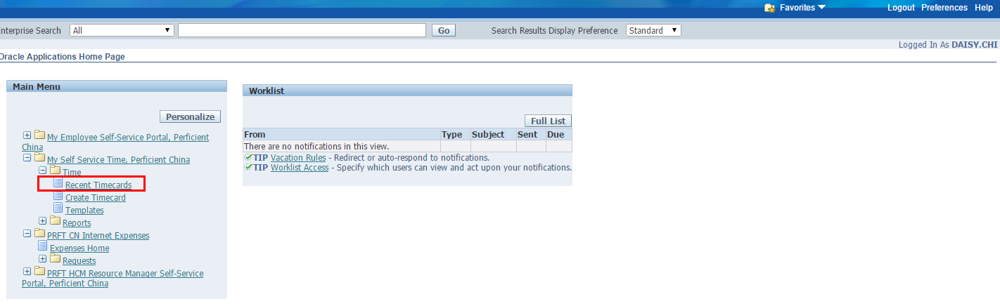 Favorites Logout Preferences Help
Enterprise Search All Go Search Results Display Preference Standard
Logged In As DAISY.CHI
Oracle Applications Home Page
Main Menu
Personalize
My Employee Self-Service Portal, Perficient
China
My Self Service Time, Perficient China
Time
Recent Timecards
Create Timecard
Templates
Reports
PRFT CN Internet Expenses
Expenses Home
Requests
PRFT HCM Resource Manager Self-Service
Portal, Perficient China
Worklist
Full List
From Type Subject Sent Due
There are no notifications in this view.
TIP Vacation Rules - Redirect or auto-respond to notifications.
TIP Worklist Access - Specify which users can view and act upon your notifications.